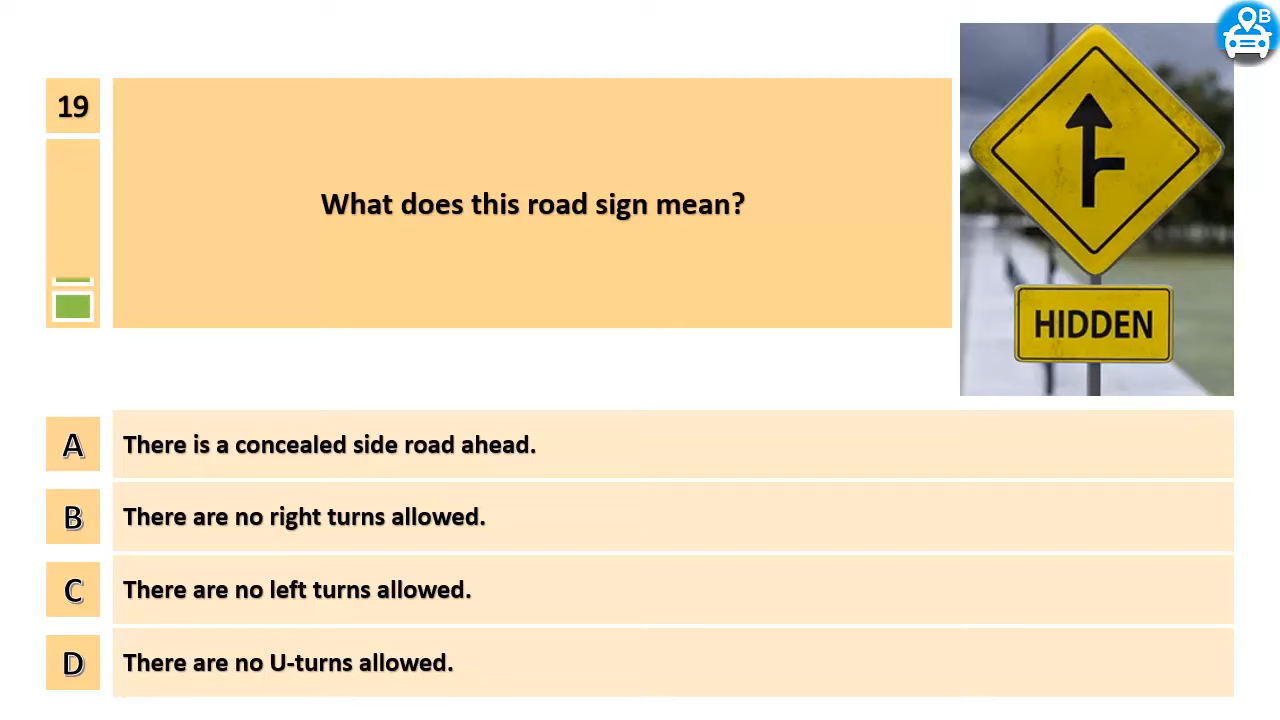 B
19
What does this road sign mean?
HIDDEN
A
There is a concealed side road ahead.
B
There are no right turns allowed.
C
There are no left turns allowed.
D
There are no U-turns allowed.